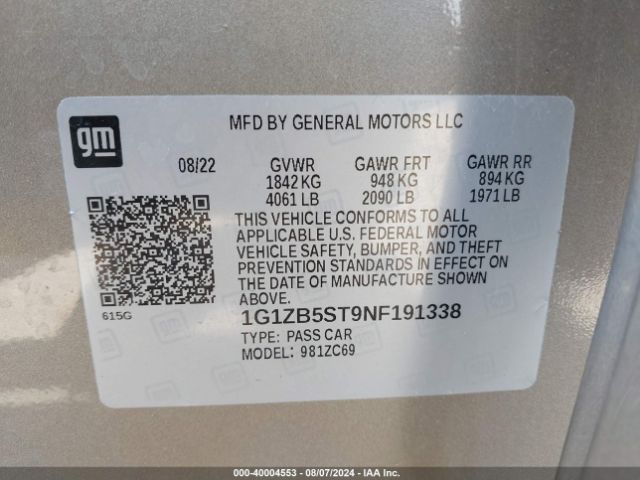 gm
MFD BY GENERAL MOTORS LLC
08/22 GVWR GAWR FRT GAWR RR
1842 KG 948 KG 894 KG
4061 LB 2090 LB 1971 LB
THIS VEHICLE CONFORMS TO ALL
APPLICABLE U.S. FEDERAL MOTOR
VEHICLE SAFETY, BUMPER, AND THEFT
PREVENTION STANDARDS IN EFFECT ON
THE DATE OF MANUFACTURE SHOWN
ABOVE.
615G
1G1ZB5ST9NF191338
TYPE: PASS CAR
MODEL: 981ZC69
000-40004553 - 08/07/2024 - IAAI.COM